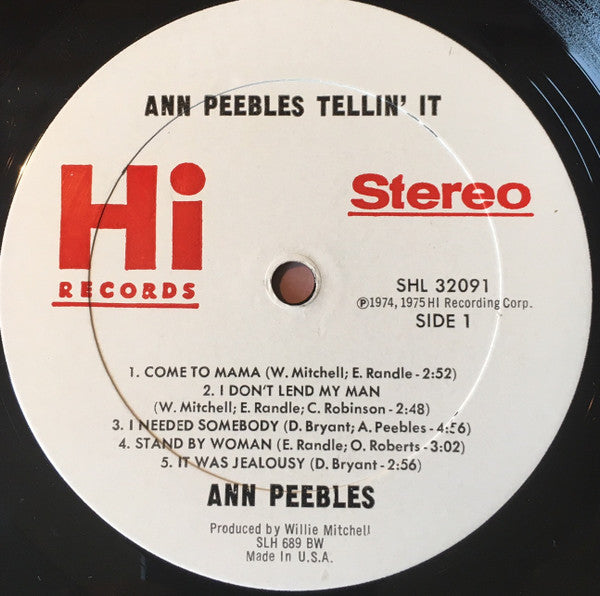 ANN PEEBLES TELLIN' IT
Hi
RECORDS
Stereo
SHL 32091
Ⓟ1974, 1975 HI Recording Corp.
SIDE 1
1. COME TO MAMA (W. Mitchell; E. Randle - 2:52)
2. I DON'T LEND MY MAN
(W. Mitchell; E. Randle; C. Robinson - 2:48)
3. I NEEDED SOMEBODY (D. Bryant; A. Peebles - 4:56)
4. STAND BY WOMAN (E. Randle; O. Roberts - 3:02)
5. IT WAS JEALOUSY (D. Bryant - 2:56)
ANN PEEBLES
Produced by Willie Mitchell
SLH 689 BW
Made In U.S.A.